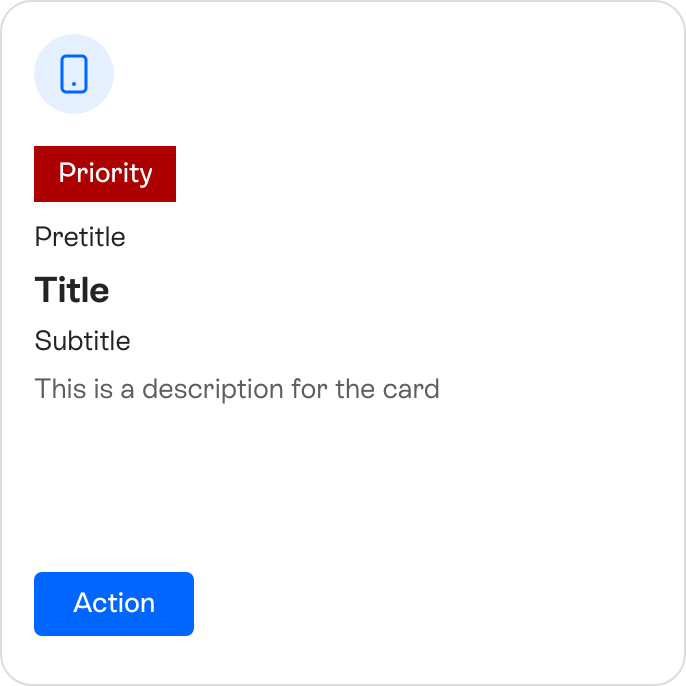 Priority
Pretitle
Title
Subtitle
This is a description for the card
Action